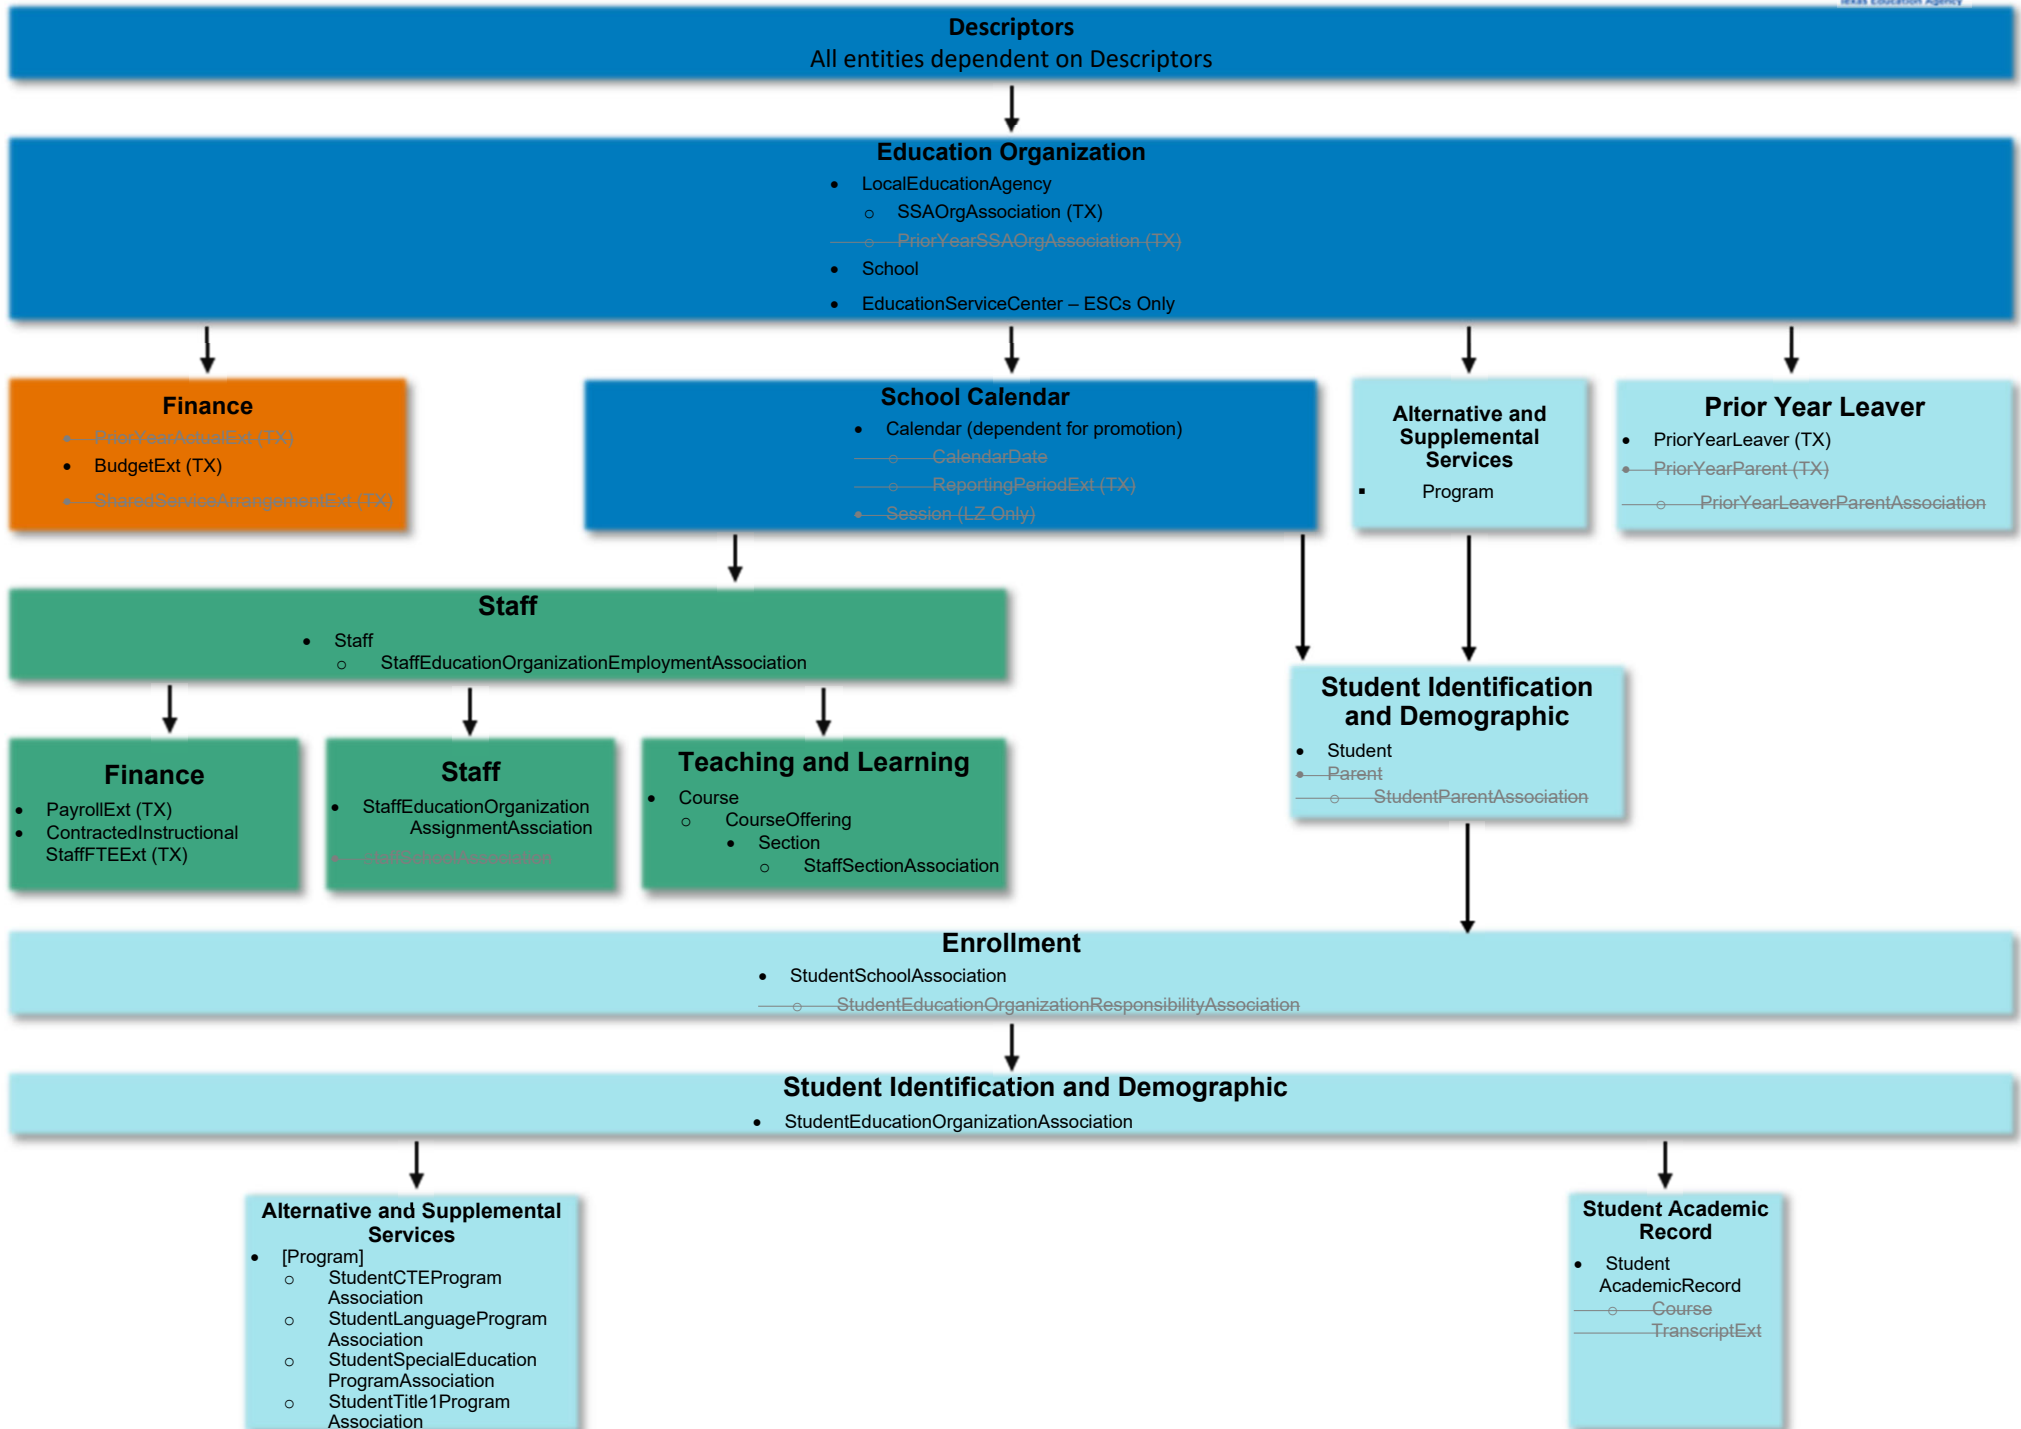 Texas Education Agency
Descriptors
All entities dependent on Descriptors
Education Organization
• LocalEducationAgency
o SSAOrgAssociation (TX)
o PriorYearSSAOrgAssociation (TX)
• School
• EducationServiceCenter – ESCs Only
Finance
• PriorYearActualExt (TX)
• BudgetExt (TX)
• SharedServiceArrangementExt (TX)
School Calendar
• Calendar (dependent for promotion)
o CalendarDate
o ReportingPeriodExt (TX)
• Session (LZ Only)
Alternative and
Supplemental
Services
▪ Program
Prior Year Leaver
• PriorYearLeaver (TX)
• PriorYearParent (TX)
o PriorYearLeaverParentAssociation
Staff
• Staff
o StaffEducationOrganizationEmploymentAssociation
Student Identification
and Demographic
• Student
• Parent
o StudentParentAssociation
Finance
• PayrollExt (TX)
• ContractedInstructional
StaffFTEExt (TX)
Staff
• StaffEducationOrganization
AssignmentAssciation
• StaffSchoolAssociation
Teaching and Learning
• Course
o CourseOffering
• Section
o StaffSectionAssociation
Enrollment
• StudentSchoolAssociation
o StudentEducationOrganizationResponsibilityAssociation
Student Identification and Demographic
• StudentEducationOrganizationAssociation
Alternative and Supplemental
Services
• [Program]
o StudentCTEProgram
Association
o StudentLanguageProgram
Association
o StudentSpecialEducation
ProgramAssociation
o StudentTitle1Program
Association
Student Academic
Record
• Student
AcademicRecord
o Course
TranscriptExt